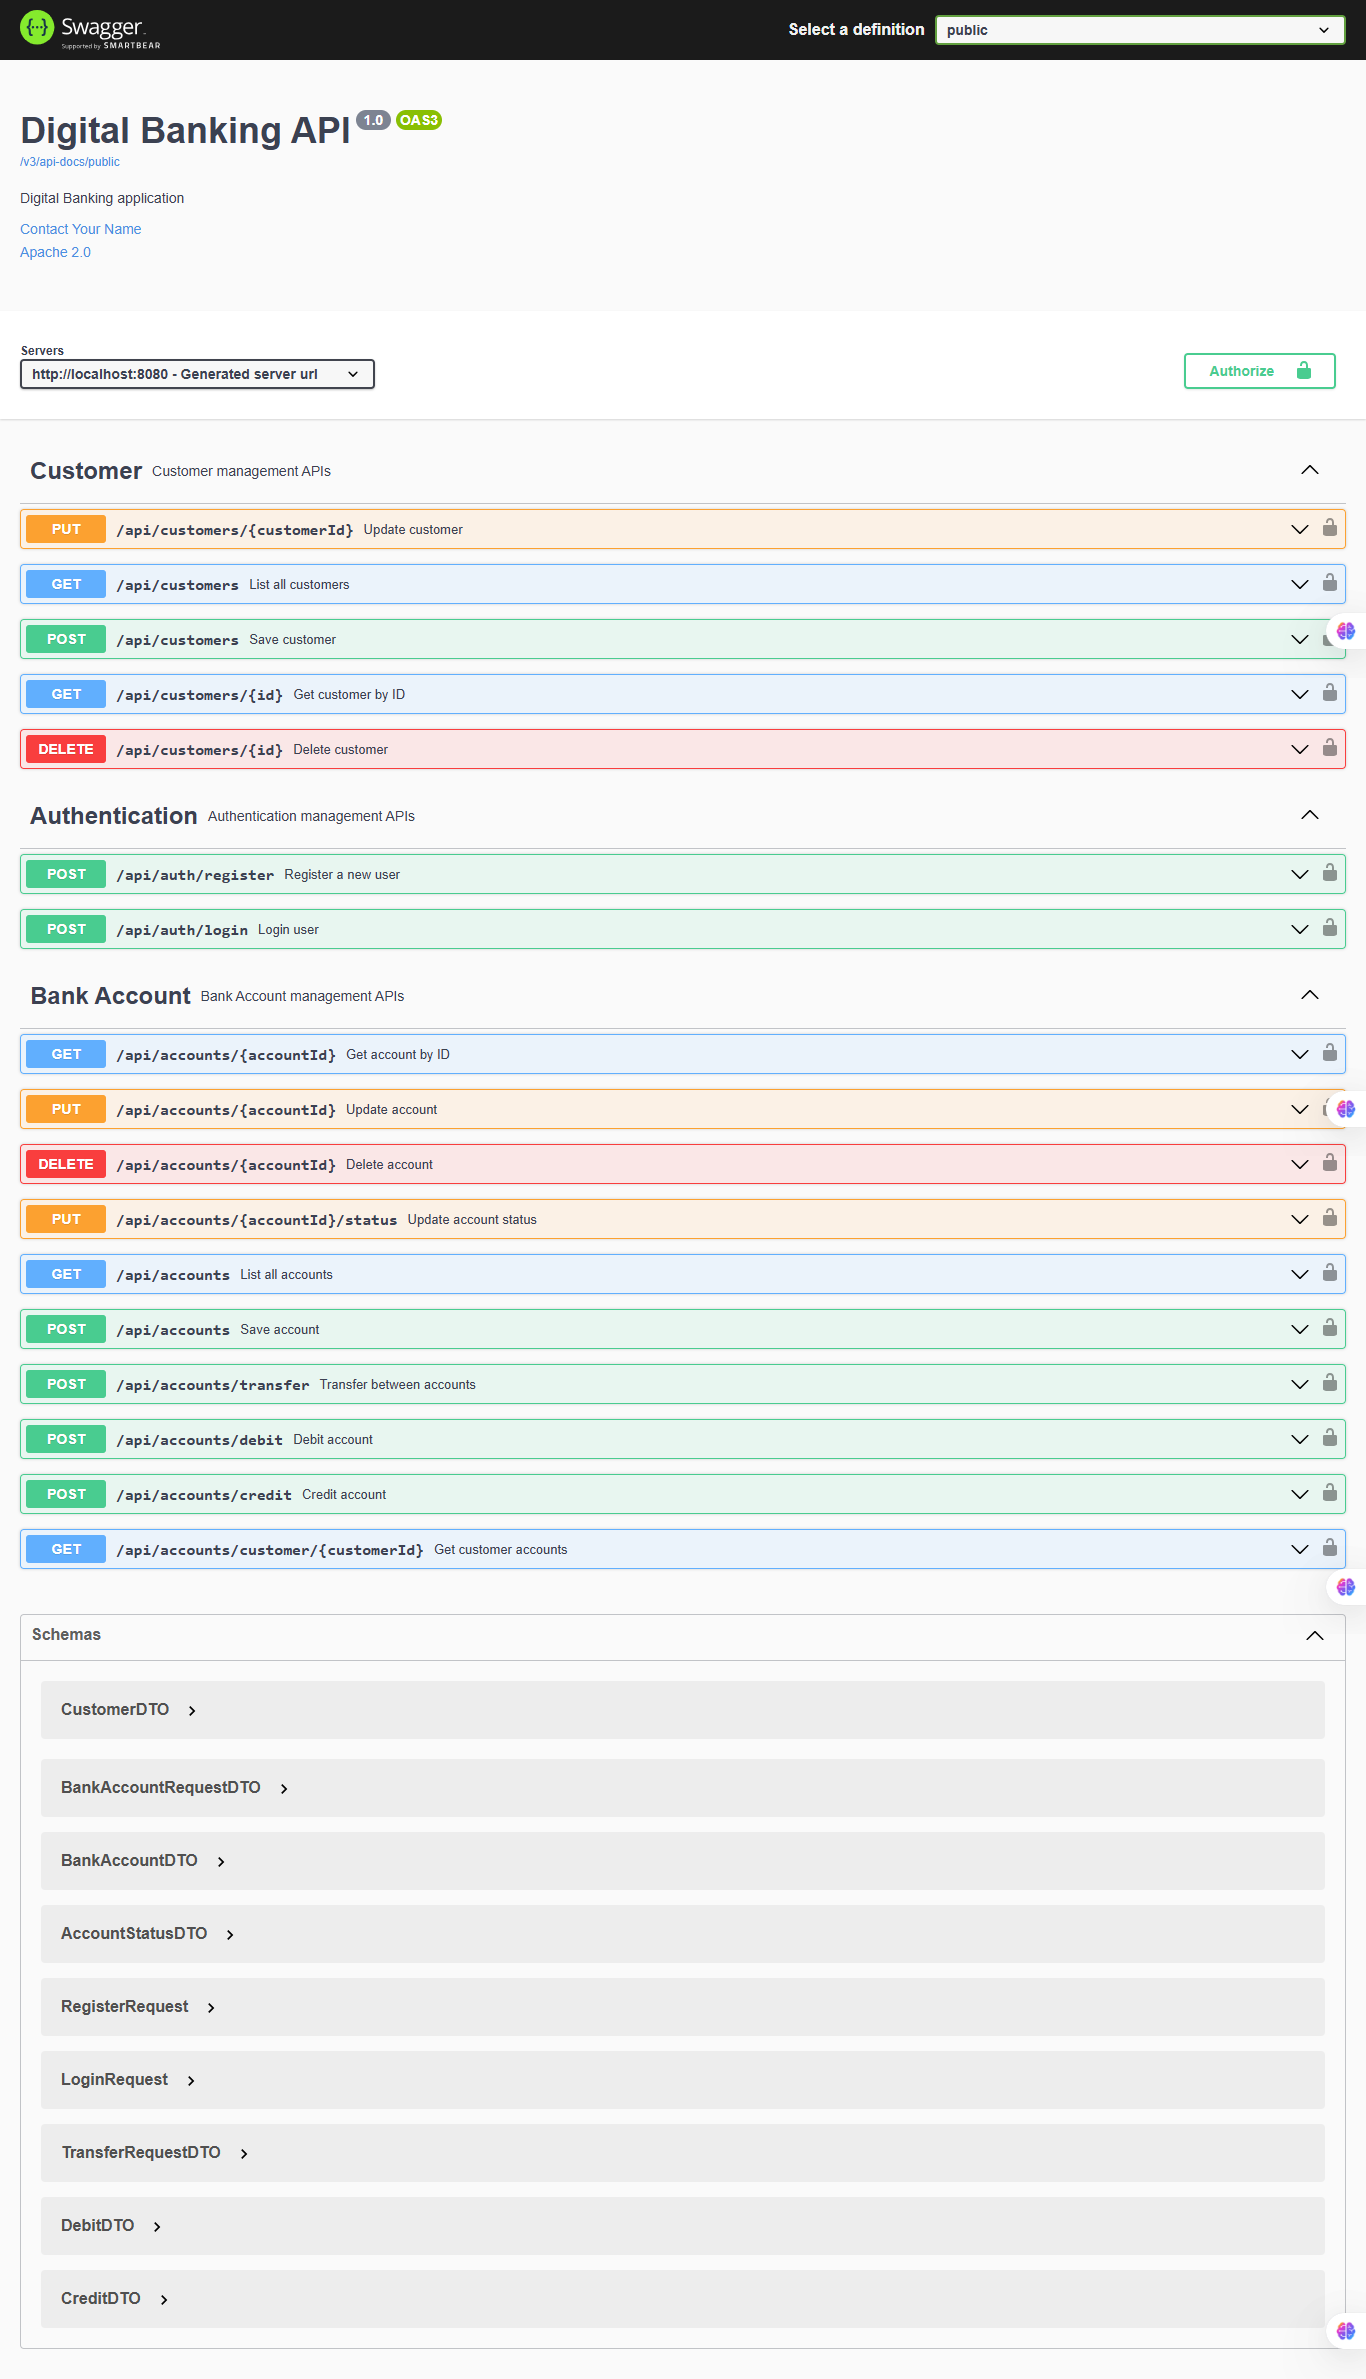 Swagger.
Supported by SMARTBEAR
Select a definition
public
Digital Banking API 1.0 OAS3
/v3/api-docs/public
Digital Banking application
Contact Your Name
Apache 2.0
Servers
http://localhost:8080 - Generated server url
Authorize
Customer Customer management APIs
PUT /api/customers/{customerId} Update customer
GET /api/customers List all customers
POST /api/customers Save customer
GET /api/customers/{id} Get customer by ID
DELETE /api/customers/{id} Delete customer
Authentication Authentication management APIs
POST /api/auth/register Register a new user
POST /api/auth/login Login user
Bank Account Bank Account management APIs
GET /api/accounts/{accountId} Get account by ID
PUT /api/accounts/{accountId} Update account
DELETE /api/accounts/{accountId} Delete account
PUT /api/accounts/{accountId}/status Update account status
GET /api/accounts List all accounts
POST /api/accounts Save account
POST /api/accounts/transfer Transfer between accounts
POST /api/accounts/debit Debit account
POST /api/accounts/credit Credit account
GET /api/accounts/customer/{customerId} Get customer accounts
Schemas
CustomerDTO
BankAccountRequestDTO
BankAccountDTO
AccountStatusDTO
RegisterRequest
LoginRequest
TransferRequestDTO
DebitDTO
CreditDTO